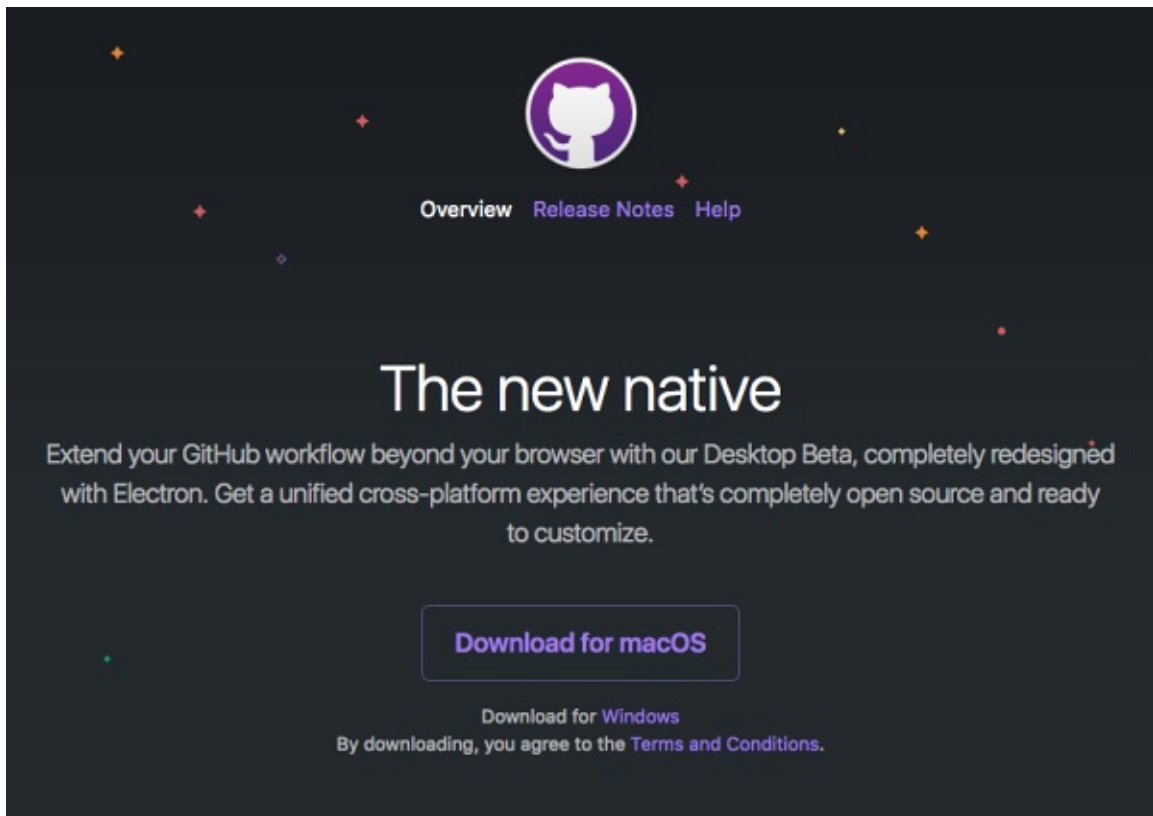 Overview Release Notes Help
The new native
Extend your GitHub workflow beyond your browser with our Desktop Beta, completely redesigned
with Electron. Get a unified cross-platform experience that's completely open source and ready
to customize.
Download for macOS
Download for Windows
By downloading, you agree to the Terms and Conditions.